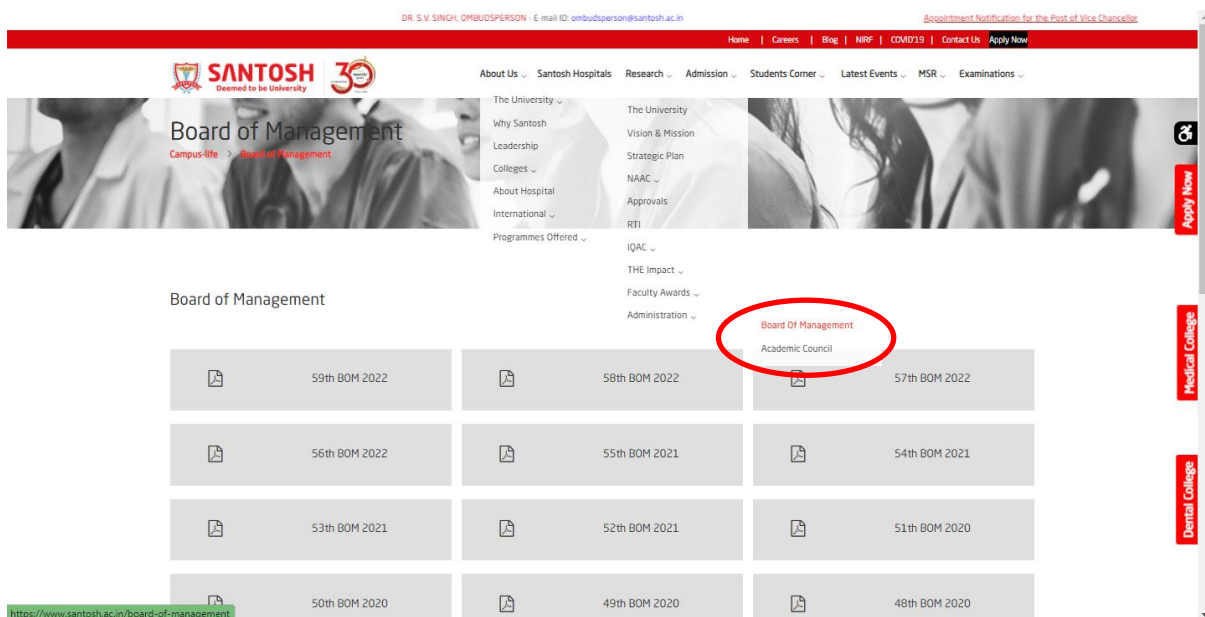 DR. S.V. SINGH, OMBUDSPERSON - E-mail ID: ombudsperson@santosh.ac.in
Appointment Notification for the Post of Vice Chancellor
Home | Careers | Blog | NIRF | COVID'19 | Contact Us Apply Now
SANTOSH
Deemed to be University
30
About Us Santosh Hospitals Research Admission Students Corner Latest Events MSR Examinations
Board of Management
Campus-life > Board of Management
The University
Why Santosh
Leadership
Colleges
About Hospital
International
Programmes Offered
The University
Vision & Mission
Strategic Plan
NAAC
Approvals
RTI
IQAC
THE Impact
Faculty Awards
Administration
Board Of Management
Academic Council
Apply Now
Medical College
Dental College
Board of Management
59th BOM 2022
58th BOM 2022
57th BOM 2022
56th BOM 2022
55th BOM 2021
54th BOM 2021
53th BOM 2021
52th BOM 2021
51th BOM 2020
50th BOM 2020
49th BOM 2020
48th BOM 2020
https://www.santosh.ac.in/board-of-management